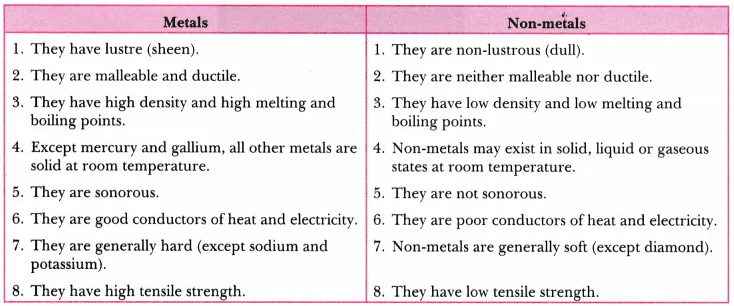 Metals
Non-metals
1. They have lustre (sheen).
1. They are non-lustrous (dull).
2. They are malleable and ductile.
2. They are neither malleable nor ductile.
3. They have high density and high melting and
boiling points.
3. They have low density and low melting and
boiling points.
4. Except mercury and gallium, all other metals are
solid at room temperature.
4. Non-metals may exist in solid, liquid or gaseous
states at room temperature.
5. They are sonorous.
5. They are not sonorous.
6. They are good conductors of heat and electricity.
6. They are poor conductors of heat and electricity.
7. They are generally hard (except sodium and
potassium).
7. Non-metals are generally soft (except diamond).
8. They have high tensile strength.
8. They have low tensile strength.